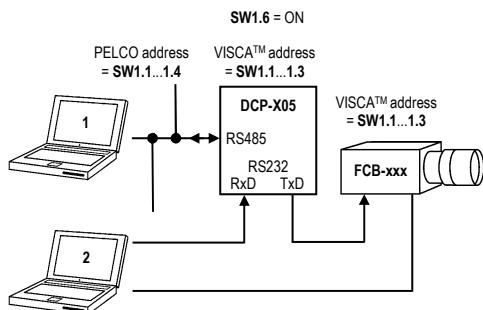 SW1.6 = ON
PELCO address
= SW1.1...1.4
VISCA™ address
= SW1.1...1.3
DCP-X05
VISCA™ address
= SW1.1...1.3
1
RS485
RS232
RxD TxD
FCB-xxx
2